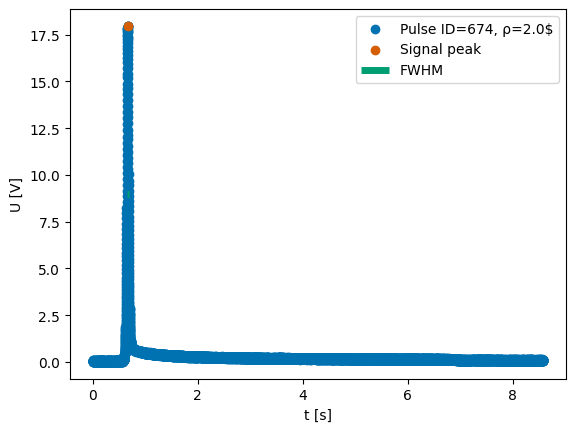 Pulse ID=674, ρ=2.0$
Signal peak
FWHM
17.5
15.0
12.5
10.0
7.5
5.0
2.5
0.0
U [V]
0 2 4 6 8
t [s]